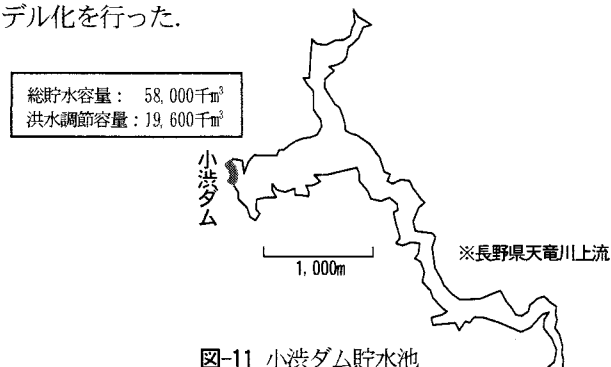 デル化を行った.
総貯水容量： 58,000千m³
洪水調節容量：19,600千m³
小渋ダム
1,000m
※長野県天竜川上流
図-11 小渋ダム貯水池